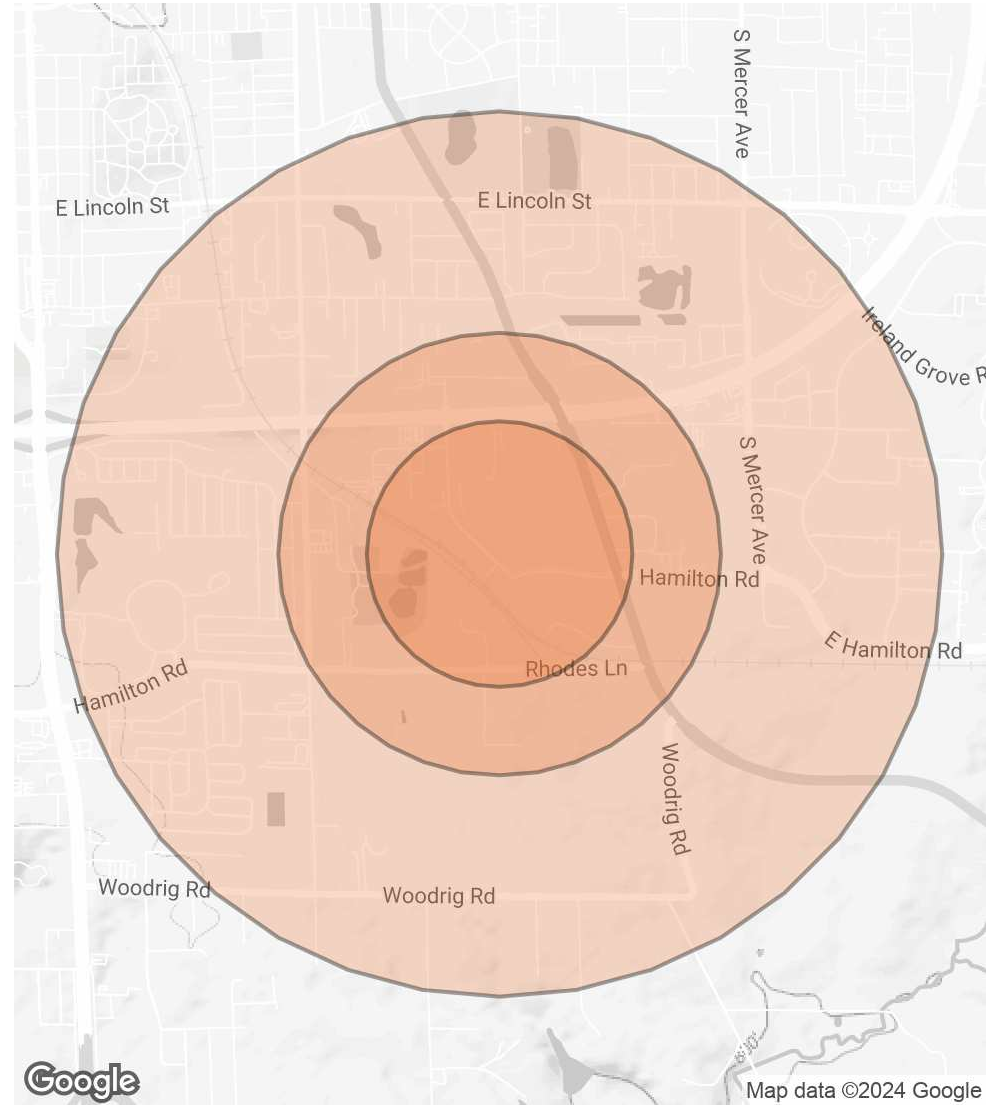 S Mercer Ave
E Lincoln St
E Lincoln St
Ireland Grove R
S Mercer Ave
Hamilton Rd
E Hamilton Rd
Rhodes Ln
Hamilton Rd
Woodrig Rd
Woodrig Rd
Woodrig Rd
Google
Map data ©2024 Google